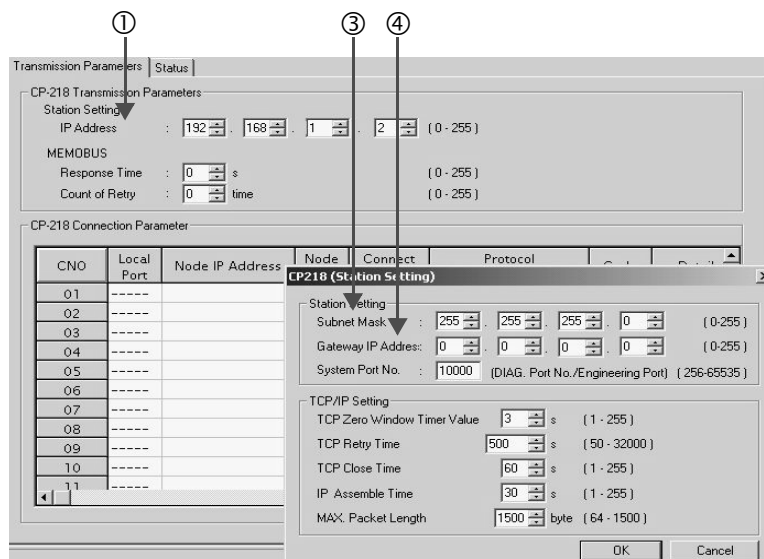 ① ③ ④
Transmission Parameters Status
CP-218 Transmission Parameters
Station Setting
IP Address : 192 . 168 . 1 . 2 ( 0 - 255 )
MEMOBUS
Response Time : 0 s ( 0 - 255 )
Count of Retry : 0 time ( 0 - 255 )
CP-218 Connection Parameter
CNO Local Port Node IP Address Node Connect Protocol
01 -----
02 -----
03 -----
04 -----
05 -----
06 -----
07 -----
08 -----
09 -----
10 -----
11 -----
CP218 (Station Setting)
Station Setting
Subnet Mask : 255 . 255 . 255 . 0 ( 0-255 )
Gateway IP Addres: 0 . 0 . 0 . 0 ( 0-255 )
System Port No. : 10000 (DIAG. Port No./Engineering Port) ( 256-65535 )
TCP/IP Setting
TCP Zero Window Timer Value 3 s ( 1 - 255 )
TCP Retry Time 500 s ( 50 - 32000 )
TCP Close Time 60 s ( 1 - 255 )
IP Assemble Time 30 s ( 1 - 255 )
MAX. Packet Length 1500 byte ( 64 - 1500 )
OK Cancel